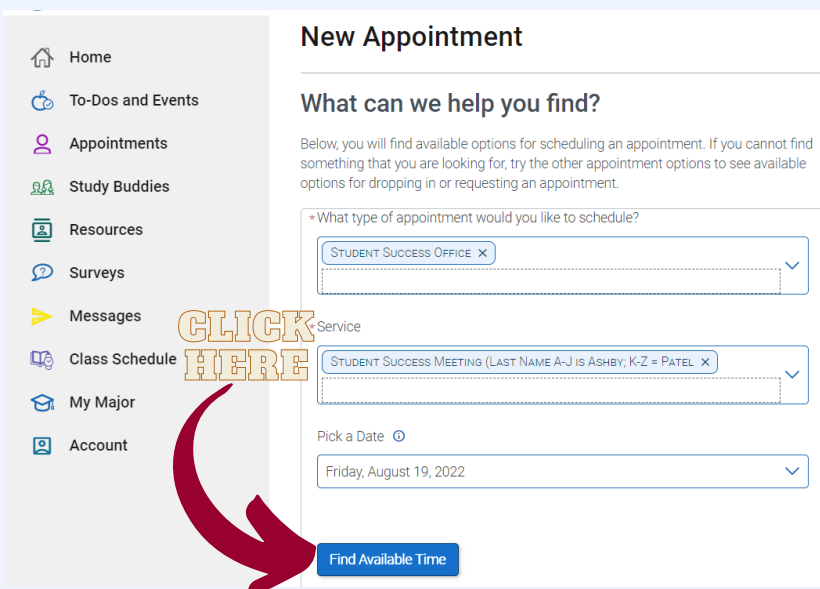 New Appointment
Home
To-Dos and Events
Appointments
Study Buddies
Resources
Surveys
Messages
Class Schedule
My Major
Account
What can we help you find?
Below, you will find available options for scheduling an appointment. If you cannot find
something that you are looking for, try the other appointment options to see available
options for dropping in or requesting an appointment.
*What type of appointment would you like to schedule?
STUDENT SUCCESS OFFICE ×
CLICK
HERE
*Service
STUDENT SUCCESS MEETING (LAST NAME A-J IS ASHBY; K-Z = PATEL ×
Pick a Date
Friday, August 19, 2022
Find Available Time